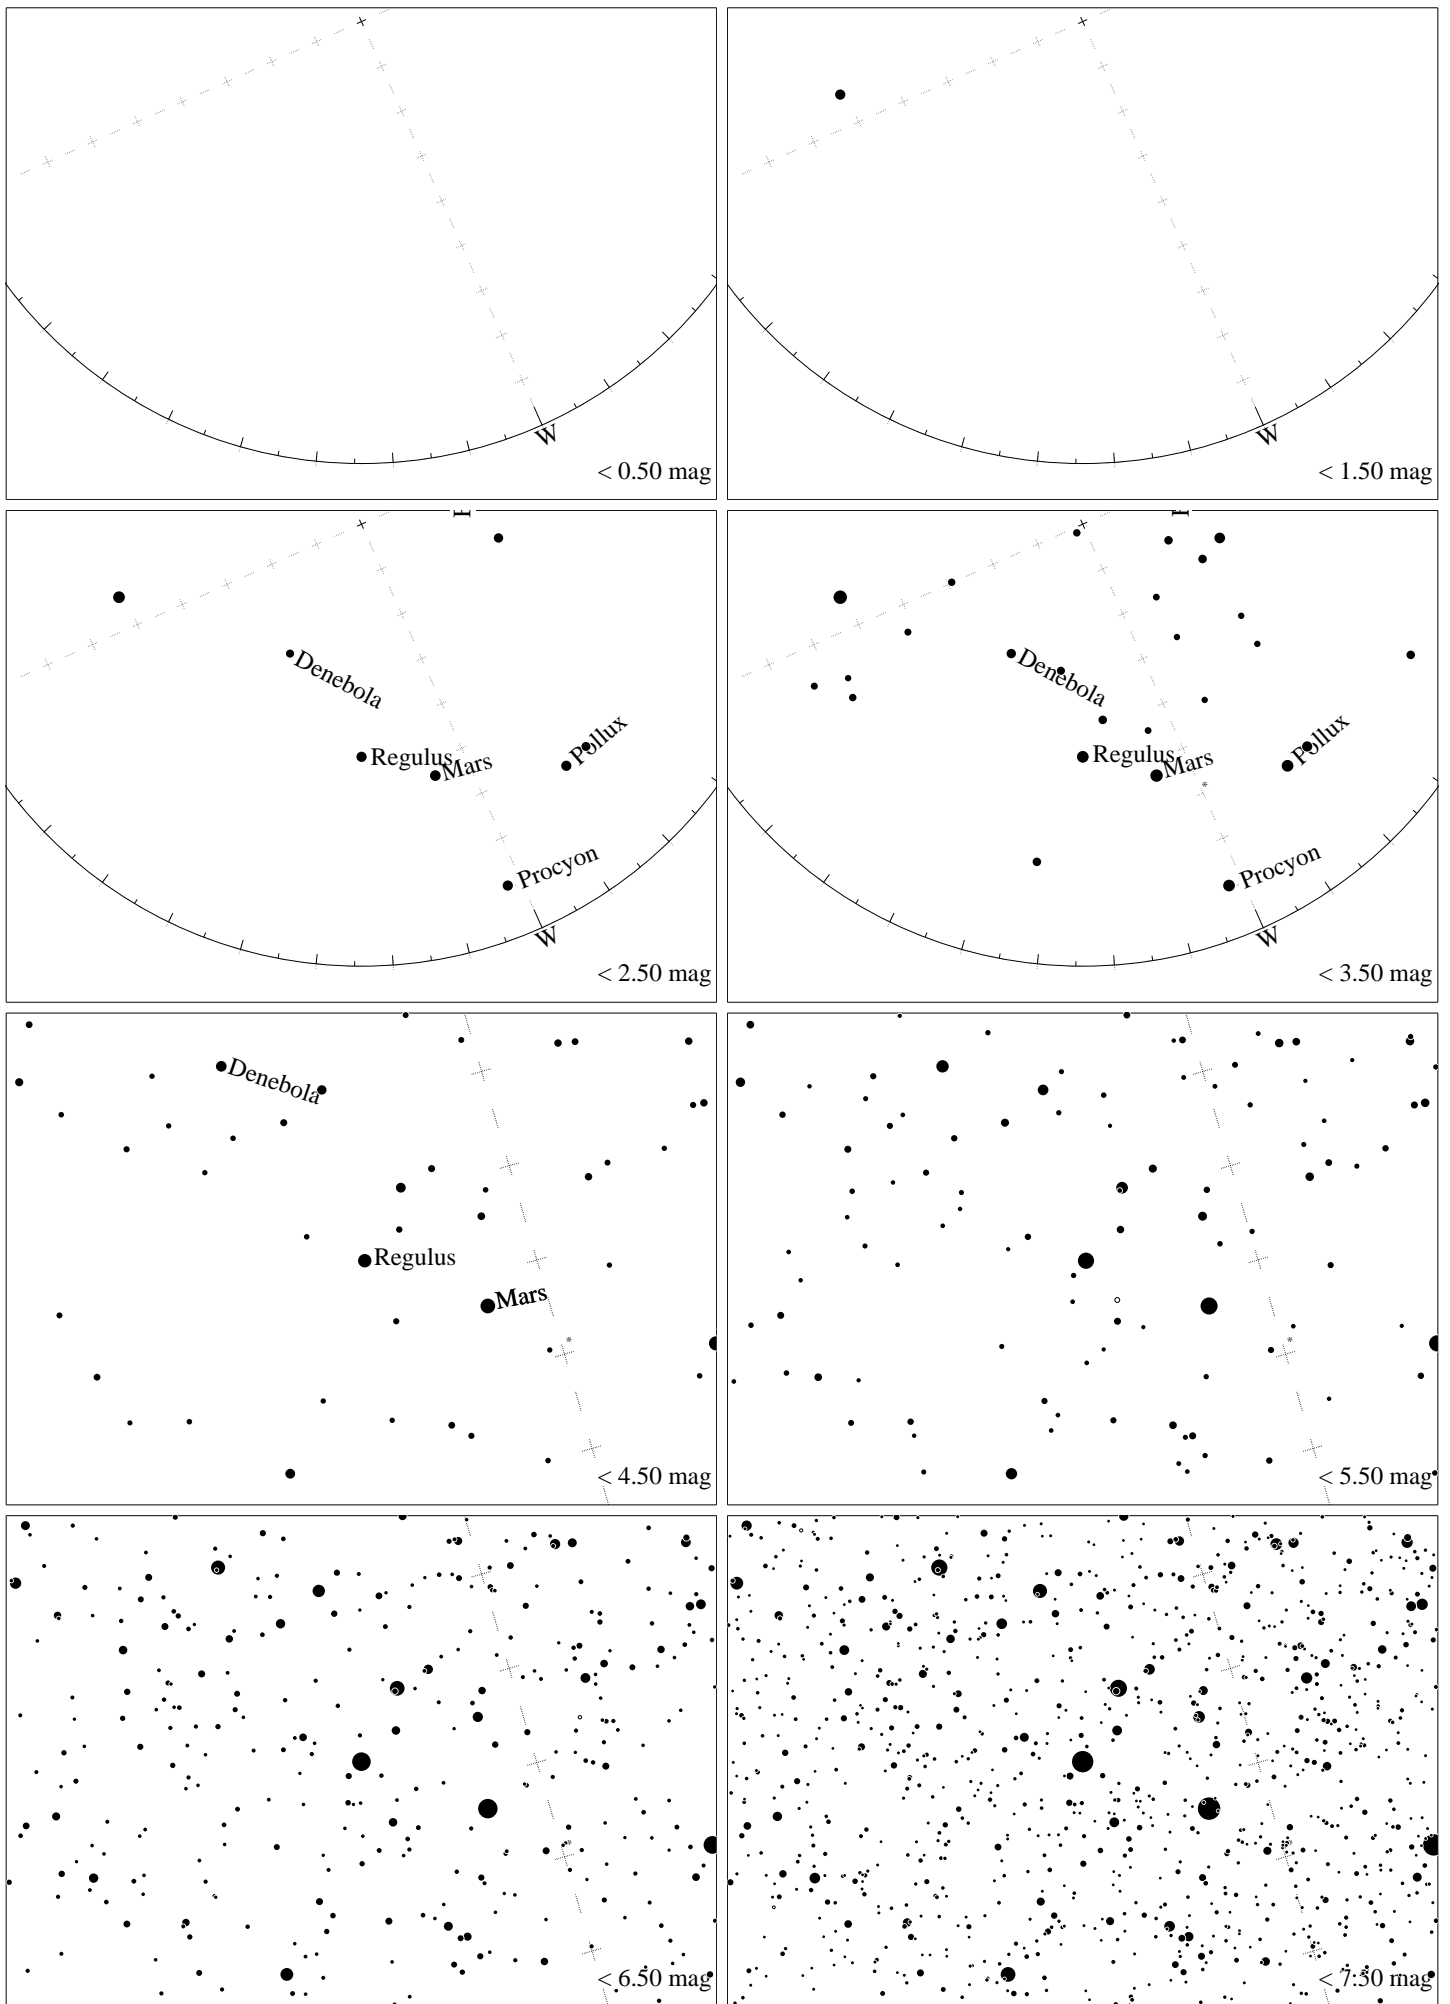 W
< 0.50 mag
W
< 1.50 mag
Denebola
Pollux
Regulus
Mars
Procyon
W
< 2.50 mag
Denebola
Pollux
Regulus
Mars
Procyon
W
< 3.50 mag
Denebola
Regulus
Mars
< 4.50 mag
< 5.50 mag
< 6.50 mag
< 7.50 mag